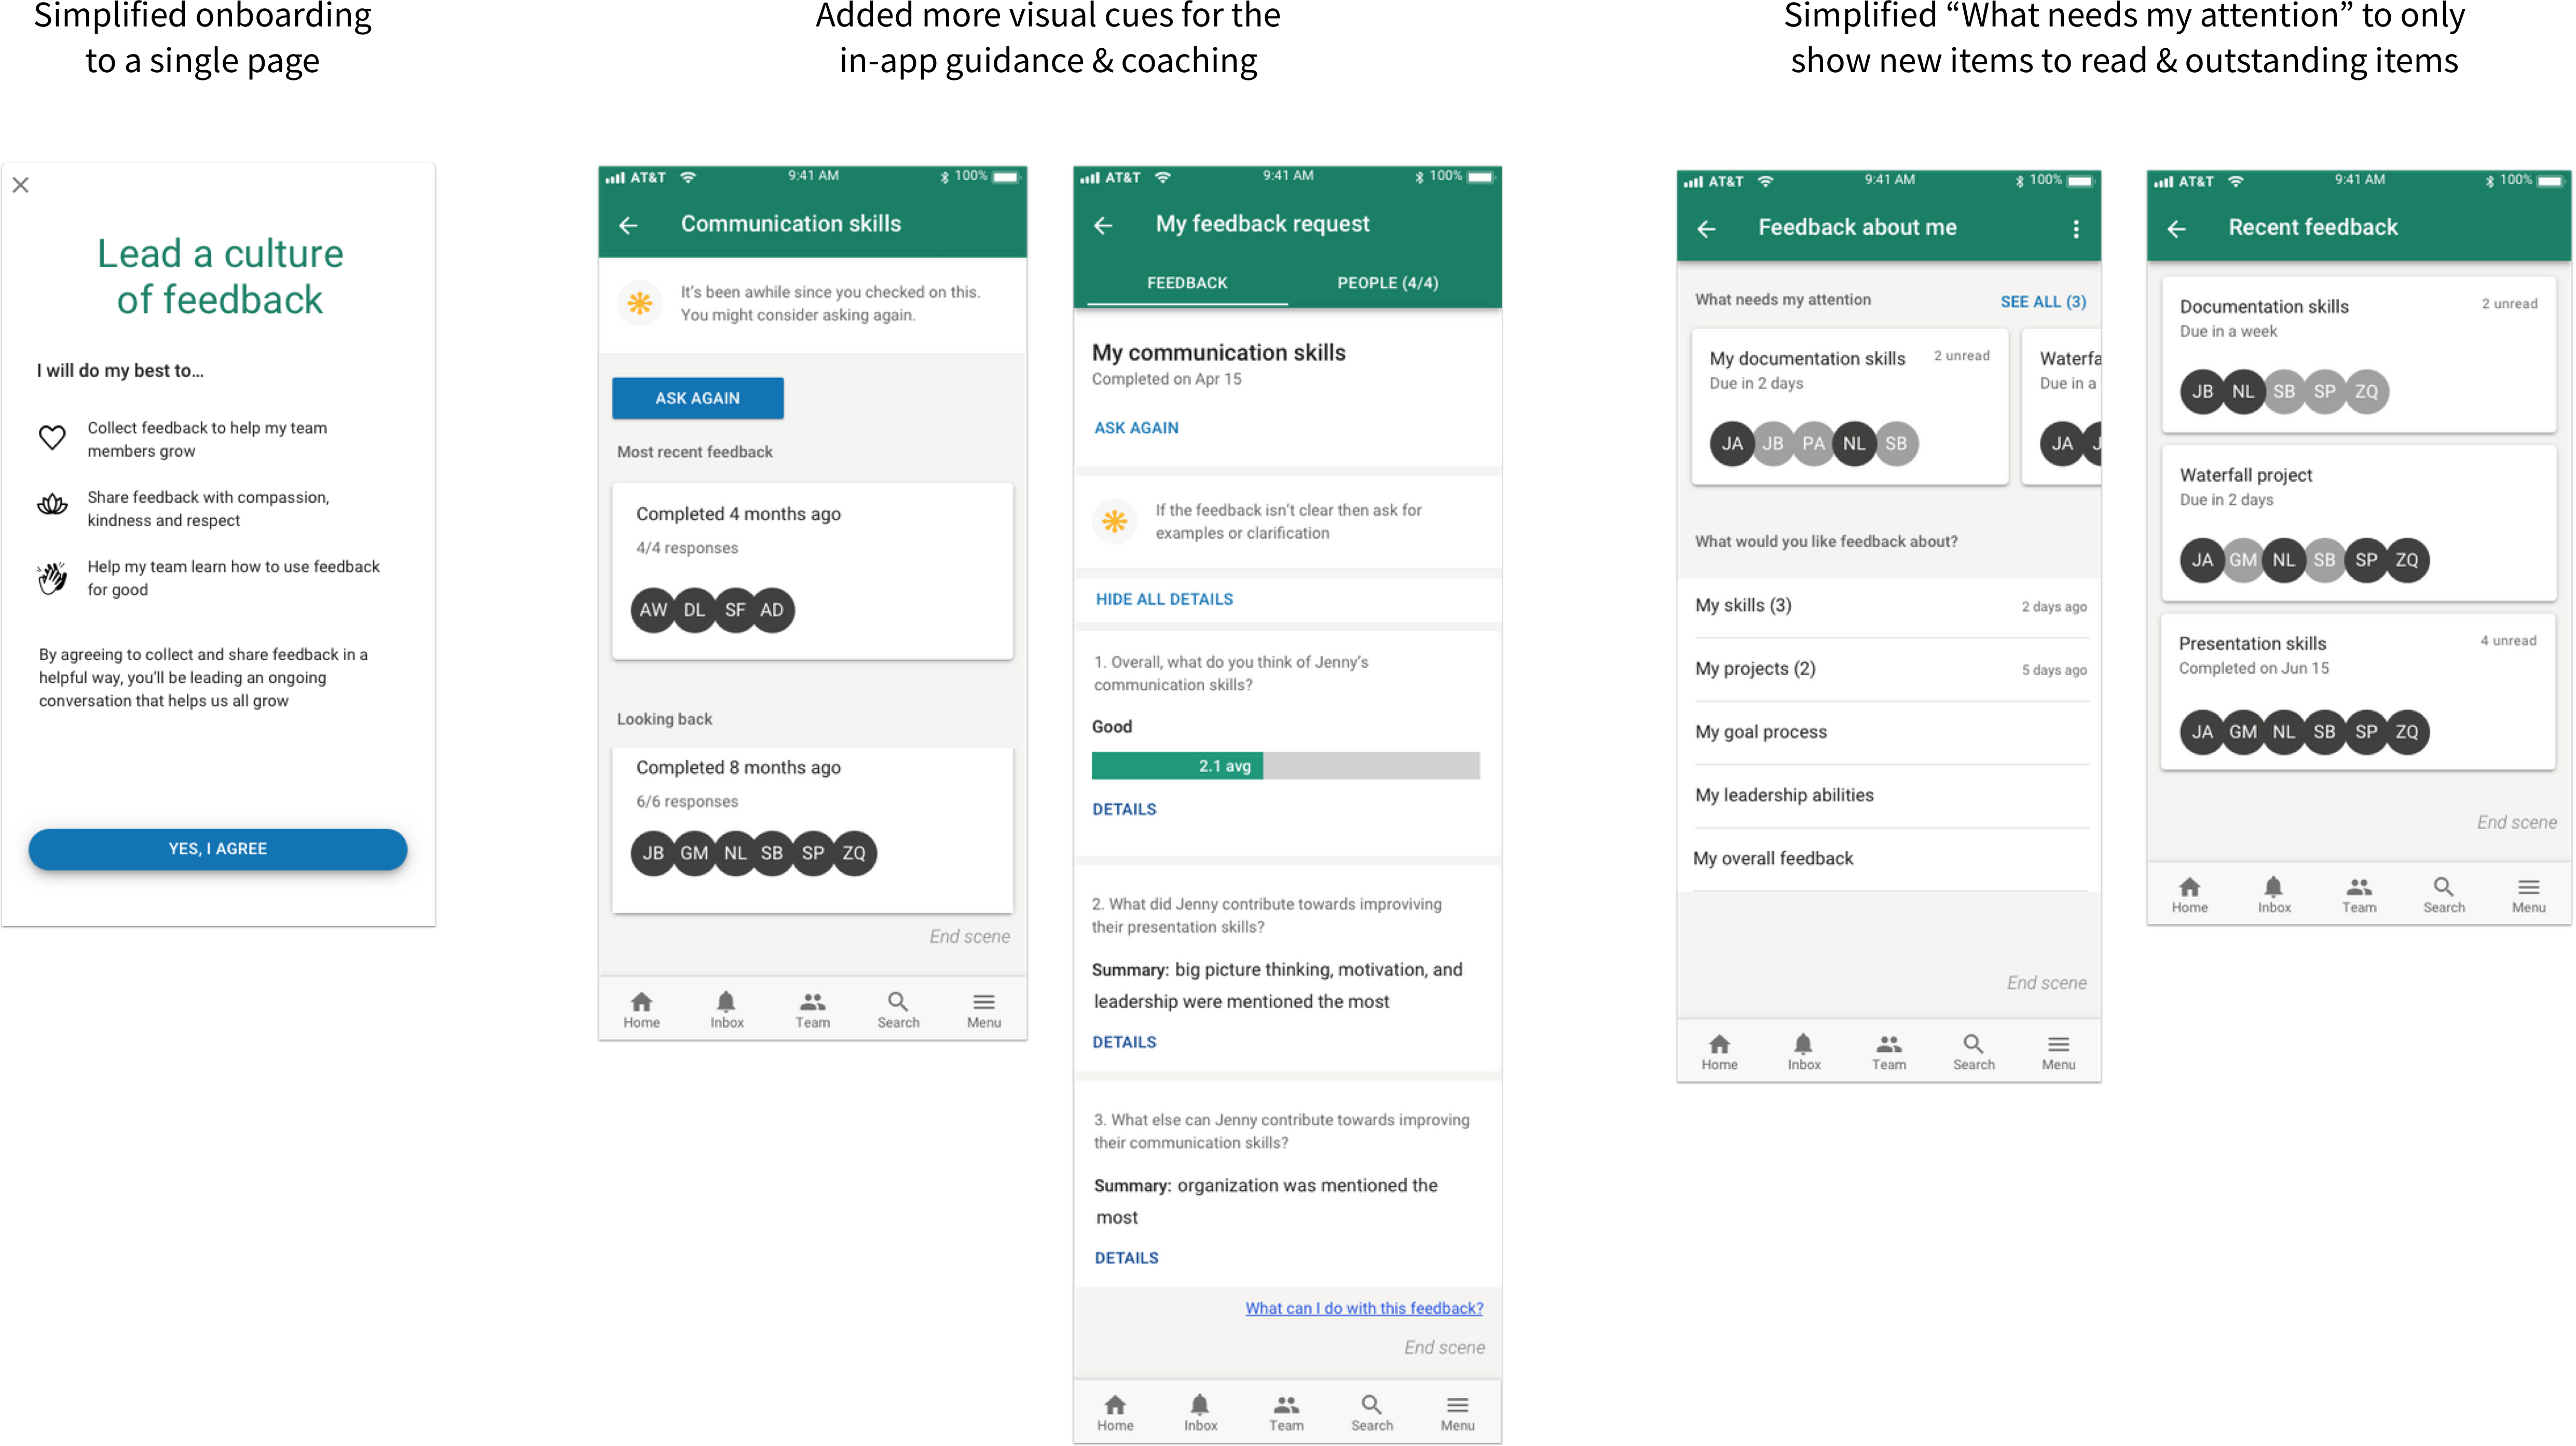 Simplified onboarding
to a single page
Added more visual cues for the
in-app guidance & coaching
Simplified “What needs my attention” to only
show new items to read & outstanding items
Lead a culture
of feedback
I will do my best to...
Collect feedback to help my team
members grow
Share feedback with compassion,
kindness and respect
Help my team learn how to use feedback
for good
By agreeing to collect and share feedback in a
helpful way, you’ll be leading an ongoing
conversation that helps us all grow
YES, I AGREE
AT&T 9:41 AM 100%
Communication skills
It’s been awhile since you checked on this.
You might consider asking again.
ASK AGAIN
Most recent feedback
Completed 4 months ago
4/4 responses
AW DL SF AD
Looking back
Completed 8 months ago
6/6 responses
JB GM NL SB SP ZQ
End scene
Home Inbox Team Search Menu
AT&T 9:41 AM 100%
My feedback request
FEEDBACK PEOPLE (4/4)
My communication skills
Completed on Apr 15
ASK AGAIN
If the feedback isn’t clear then ask for
examples or clarification
HIDE ALL DETAILS
1. Overall, what do you think of Jenny’s
communication skills?
Good
2.1 avg
DETAILS
2. What did Jenny contribute towards improviving
their presentation skills?
Summary: big picture thinking, motivation, and
leadership were mentioned the most
DETAILS
3. What else can Jenny contribute towards improving
their communication skills?
Summary: organization was mentioned the
most
DETAILS
What can I do with this feedback?
End scene
Home Inbox Team Search Menu
AT&T 9:41 AM 100%
Feedback about me
What needs my attention SEE ALL (3)
My documentation skills 2 unread
Due in 2 days
JA JB PA NL SB
Waterfa
Due in a
JA J
What would you like feedback about?
My skills (3) 2 days ago
My projects (2) 5 days ago
My goal process
My leadership abilities
My overall feedback
End scene
Home Inbox Team Search Menu
AT&T 9:41 AM 100%
Recent feedback
Documentation skills 2 unread
Due in a week
JB NL SB SP ZQ
Waterfall project
Due in 2 days
JA GM NL SB SP ZQ
Presentation skills 4 unread
Completed on Jun 15
JA GM NL SB SP ZQ
End scene
Home Inbox Team Search Menu